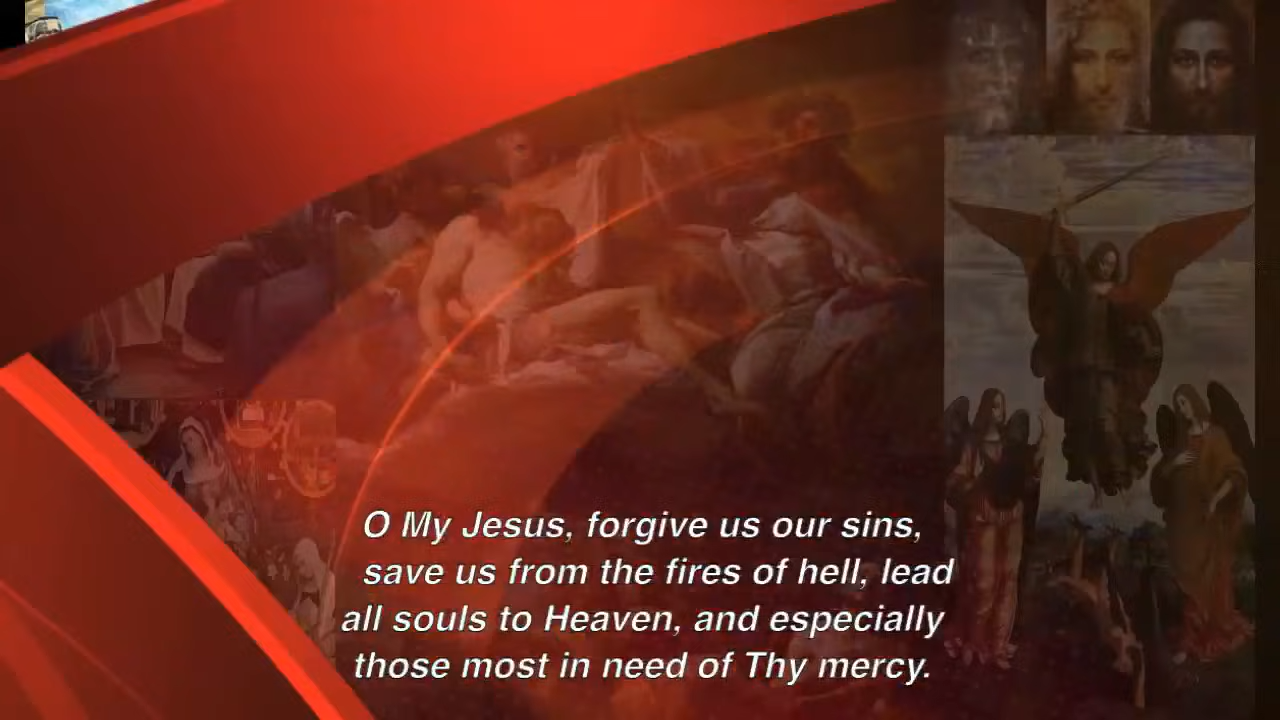 O My Jesus, forgive us our sins,
save us from the fires of hell, lead
all souls to Heaven, and especially
those most in need of Thy mercy.